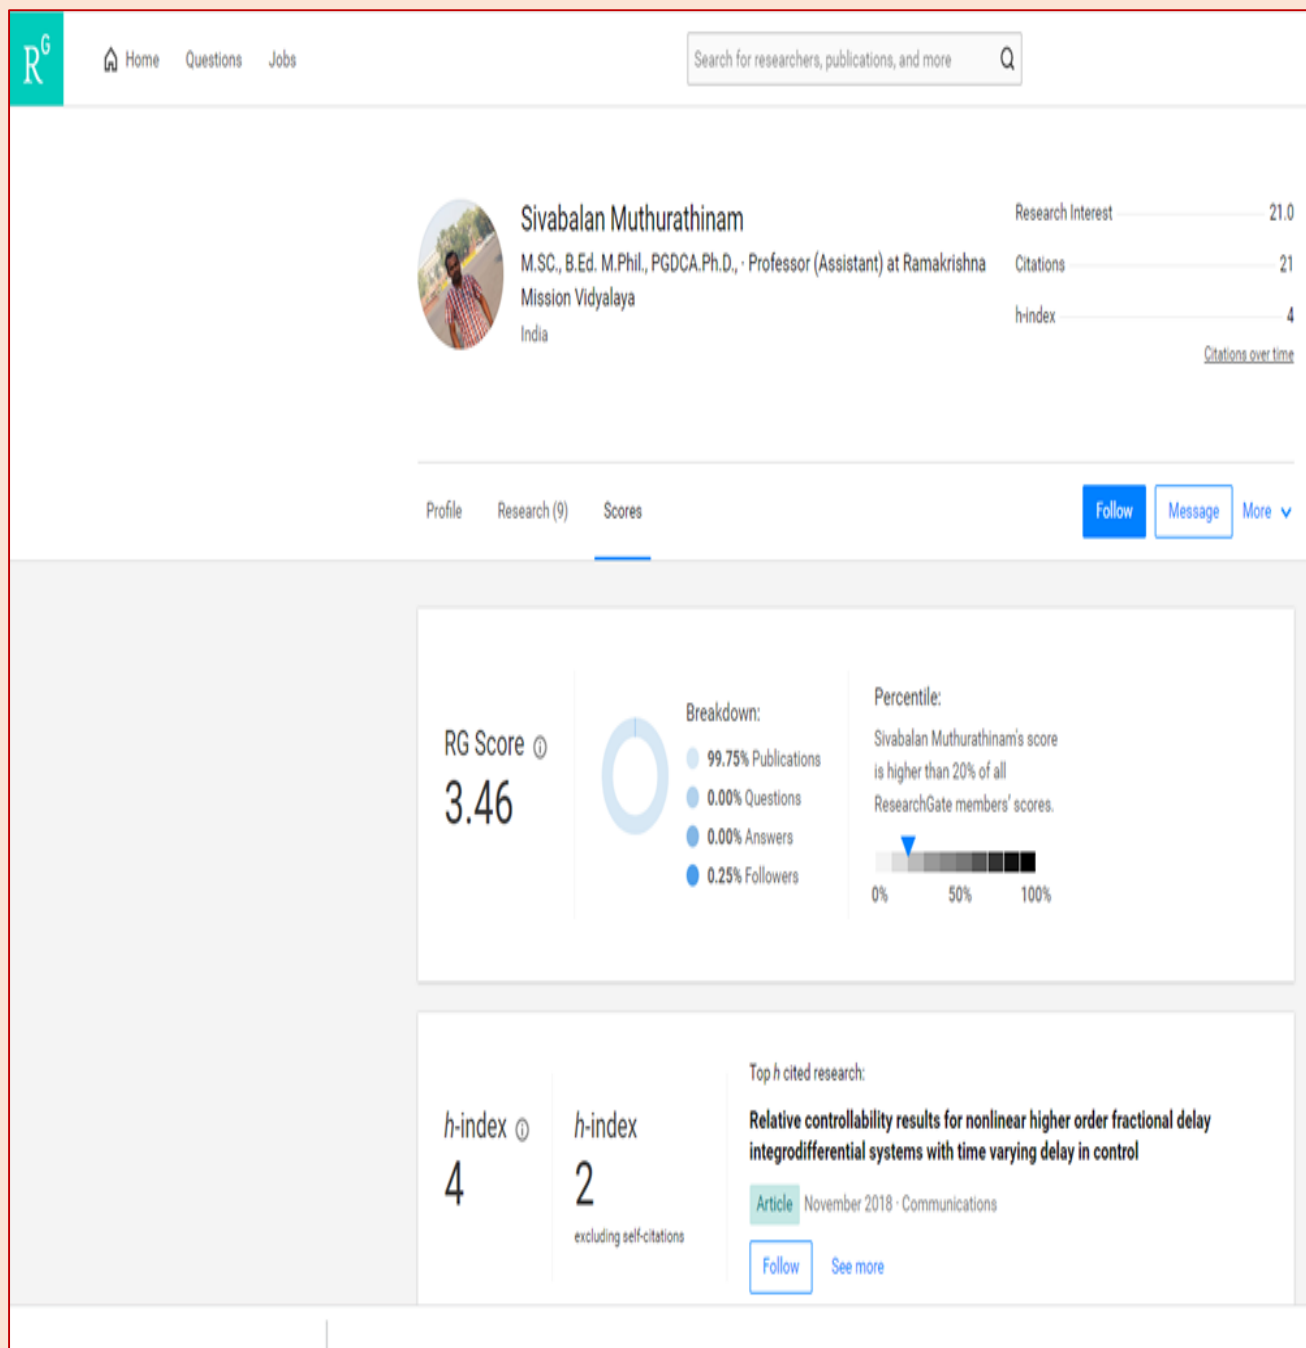 RG
Home Questions Jobs
Search for researchers, publications, and more
Sivabalan Muthurathinam
M.SC., B.Ed. M.Phil., PGDCA.Ph.D., · Professor (Assistant) at Ramakrishna
Mission Vidyalaya
India
Research Interest 21.0
Citations 21
h-index 4
Citations over time
Profile Research (9) Scores
Follow Message More
RG Score
3.46
Breakdown:
99.75% Publications
0.00% Questions
0.00% Answers
0.25% Followers
Percentile:
Sivabalan Muthurathinam's score
is higher than 20% of all
ResearchGate members' scores.
0% 50% 100%
h-index
4
h-index
2
excluding self-citations
Top h cited research:
Relative controllability results for nonlinear higher order fractional delay
integrodifferential systems with time varying delay in control
Article November 2018 · Communications
Follow See more